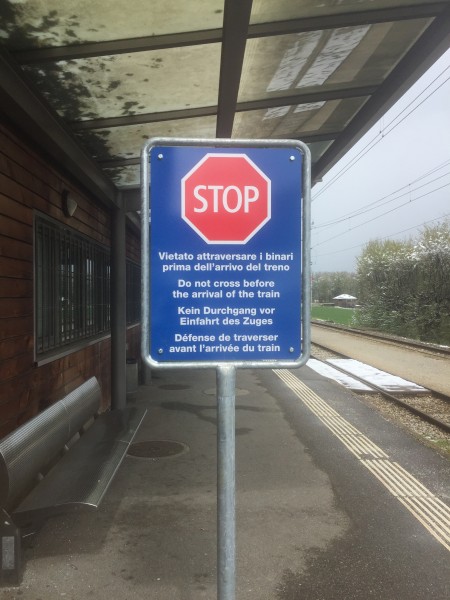 STOP
Vietato attraversare i binari
prima dell'arrivo del treno
Do not cross before
the arrival of the train
Kein Durchgang vor
Einfahrt des Zuges
Défense de traverser
avant l'arrivée du train